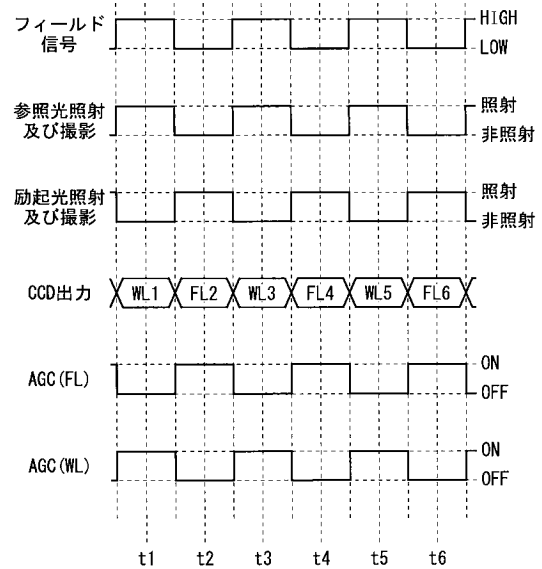 フィールド
信号
HIGH
LOW
参照光照射
及び撮影
照射
非照射
励起光照射
及び撮影
照射
非照射
CCD出力
WL1 FL2 WL3 FL4 WL5 FL6
AGC(FL)
ON
OFF
AGC(WL)
ON
OFF
t1 t2 t3 t4 t5 t6